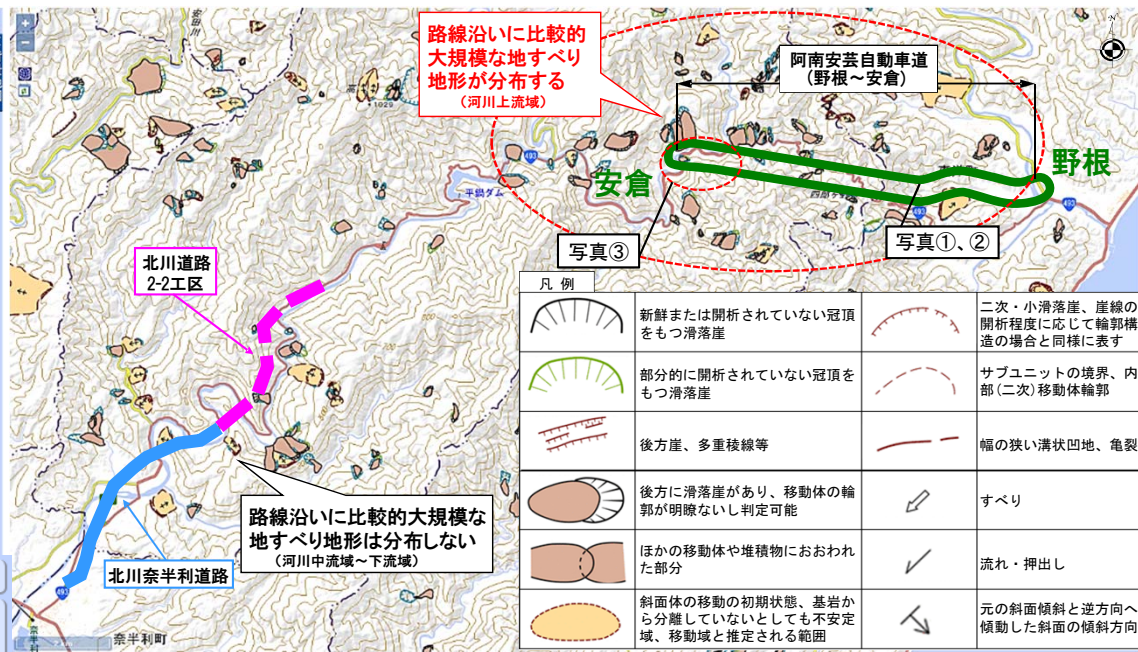 路線沿いに比較的
大規模な地すべり
地形が分布する
（河川上流域）
阿南安芸自動車道
（野根～安倉）
N
安田川
1029
493
平鍋ダム
安倉
野根
四郎ヶ
493
写真③
写真①、②
北川道路
2-2工区
路線沿いに比較的大規模な
地すべり地形は分布しない
（河川中流域～下流域）
北川奈半利道路
493
奈半利町
凡 例
新鮮または開析されていない冠頂
をもつ滑落崖
二次・小滑落崖、崖線の
開析程度に応じて輪郭構
造の場合と同様に表す
部分的に開析されていない冠頂を
もつ滑落崖
サブユニットの境界、内
部(二次)移動体輪郭
後方崖、多重稜線等
幅の狭い溝状凹地、亀裂
後方に滑落崖があり、移動体の輪
郭が明瞭ないし判定可能
すべり
ほかの移動体や堆積物におおわれ
た部分
流れ・押出し
斜面体の移動の初期状態、基岩か
ら分離していないとしても不安定
域、移動域と推定される範囲
元の斜面傾斜と逆方向へ
傾動した斜面の傾斜方向